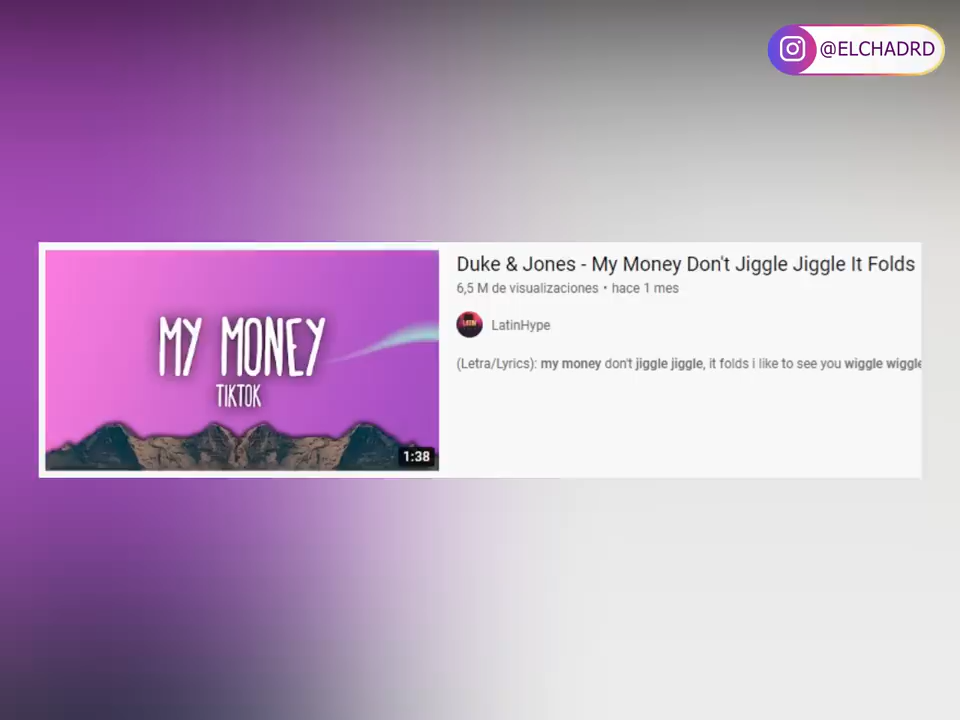 @ELCHADRD
MY MONEY
TIKTOK
1:38
Duke & Jones - My Money Don't Jiggle Jiggle It Folds
6,5 M de visualizaciones • hace 1 mes
LatinHype
(Letra/Lyrics): my money don't jiggle jiggle, it folds i like to see you wiggle wiggle